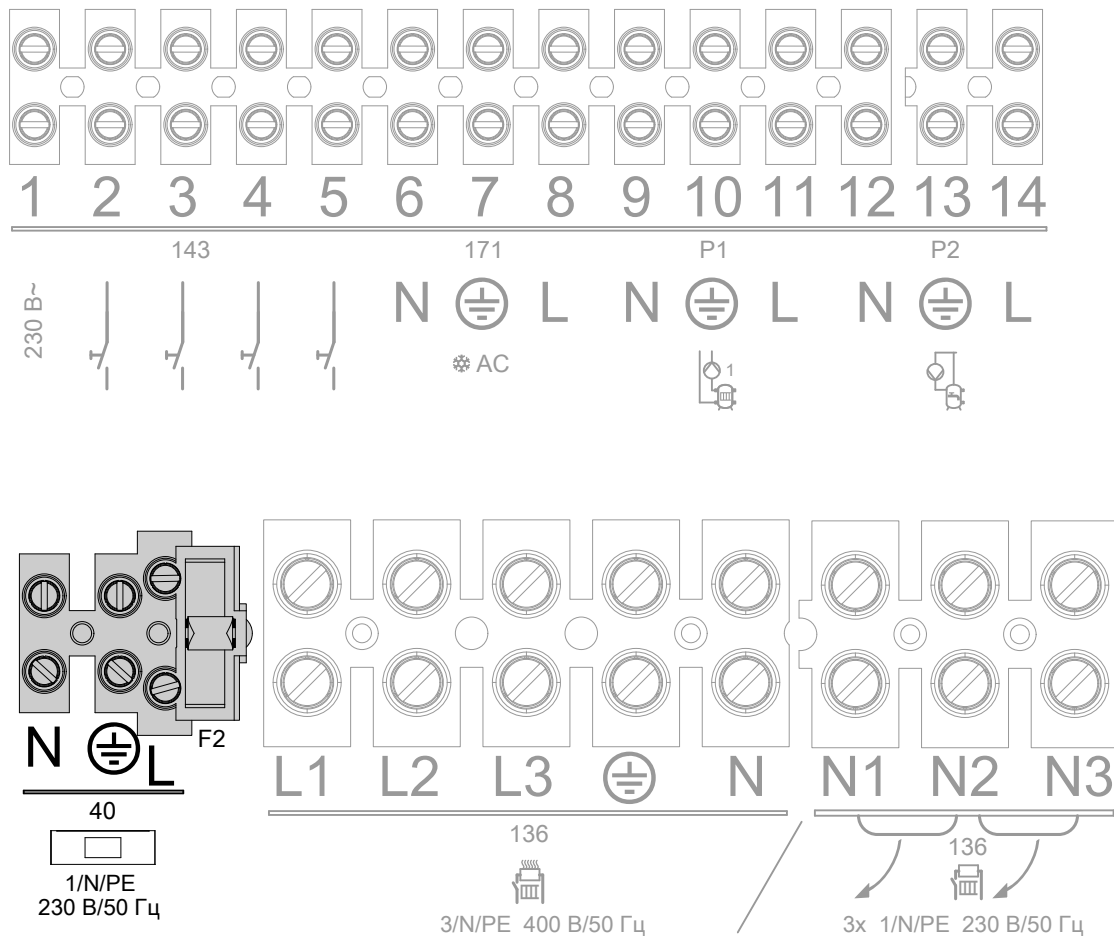 1 2 3 4 5 6 7 8 9 10 11 12 13 14
143 171 P1 P2
230 В~
N L N L N L
AC
1
F2
N L
L1 L2 L3 N N1 N2 N3
40
136
136
1/N/PE
230 В/50 Гц
3/N/PE 400 В/50 Гц
3x 1/N/PE 230 В/50 Гц